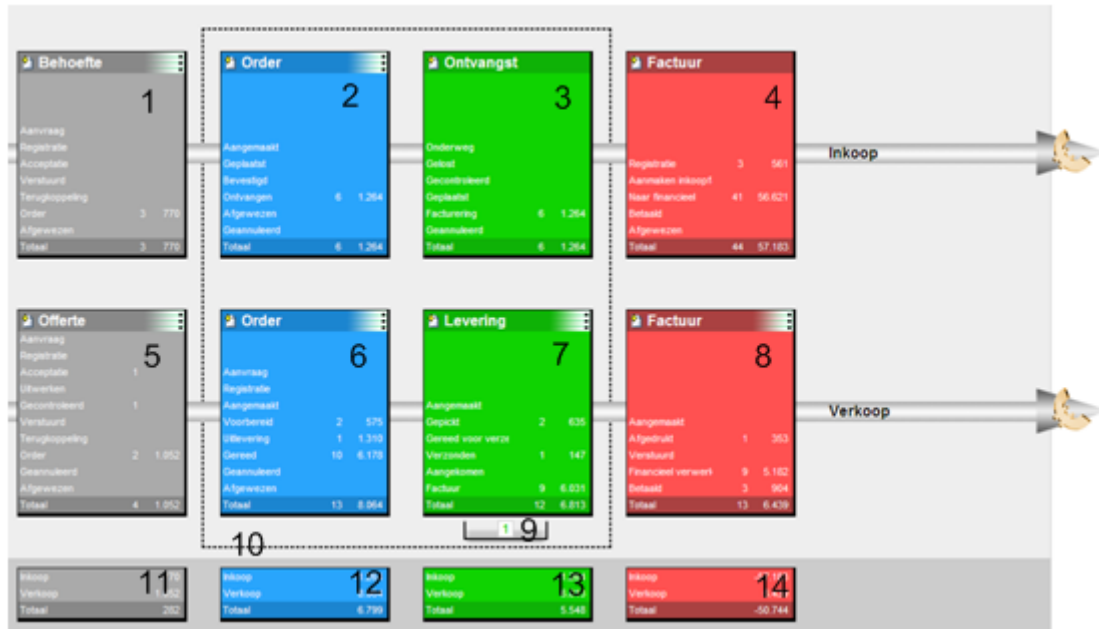 Behoefte
1
Aanvraag
Registratie
Acceptatie
Verstuurd
Terugkoppeling
Order 3 770
Afgewezen
Totaal 3 770
Order
2
Aangemaakt
Geplaatst
Bevestigd
Ontvangen 6 1.264
Afgewezen
Geannuleerd
Totaal 6 1.264
Ontvangst
3
Onderweg
Gelost
Gecontroleerd
Geplaatst
Facturering 6 1.264
Geannuleerd
Totaal 6 1.264
Factuur
4
Registratie 3 561
Aanmaken inkoopf
Naar financieel 41 56.621
Betaald
Afgewezen
Totaal 44 57.183
Inkoop
Offerte
5
Aanvraag
Registratie
Acceptatie 1
Uitwerken
Gecontroleerd 1
Verstuurd
Terugkoppeling
Order 2 1.052
Geannuleerd
Afgewezen
Totaal 4 1.052
Order
6
Aanvraag
Registratie
Aangemaakt
Voorbereid 2 575
Uitlevering 1 1.310
Gereed 10 6.178
Geannuleerd
Afgewezen
Totaal 13 8.064
Levering
7
Aangemaakt
Gepickt 2 635
Gereed voor verze
Verzonden 1 147
Aangekomen
Factuur 9 6.031
Totaal 12 6.813
1 9
Factuur
8
Aangemaakt
Afgedrukt 1 353
Verstuurd
Financieel verwerk 9 5.182
Betaald 3 904
Totaal 13 6.439
Verkoop
10
Inkoop
11
Verkoop
Totaal 282
Inkoop
12
Verkoop
Totaal 6.799
Inkoop
13
Verkoop
Totaal 5.548
Inkoop
14
Verkoop
Totaal -50.744